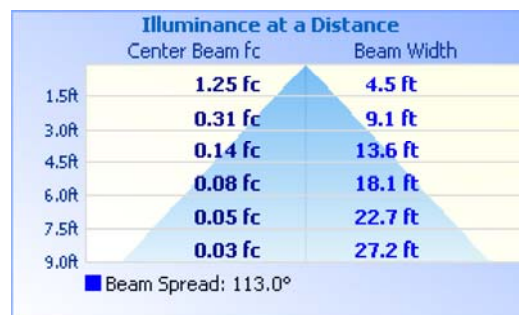 Illuminance at a Distance
Center Beam fc Beam Width
1.5ft 1.25 fc 4.5 ft
3.0ft 0.31 fc 9.1 ft
4.5ft 0.14 fc 13.6 ft
6.0ft 0.08 fc 18.1 ft
7.5ft 0.05 fc 22.7 ft
9.0ft 0.03 fc 27.2 ft
Beam Spread: 113.0°